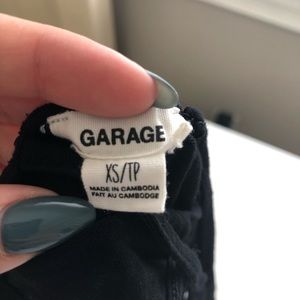 GARAGE
XS/TP
MADE IN CAMBODIA
FAIT AU CAMBODGE